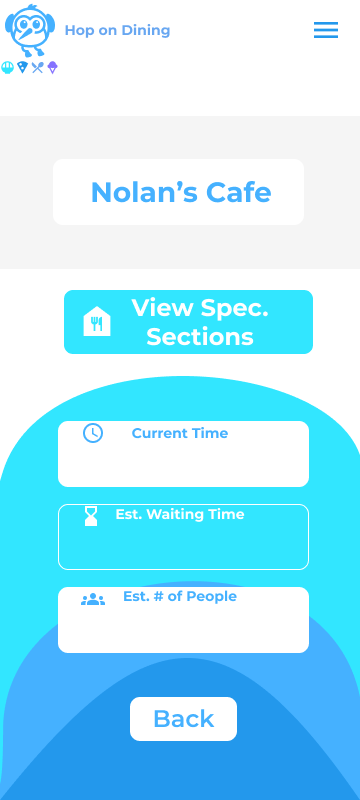 Hop on Dining
Nolan’s Cafe
View Spec.
Sections
Current Time
Est. Waiting Time
Est. # of People
Back